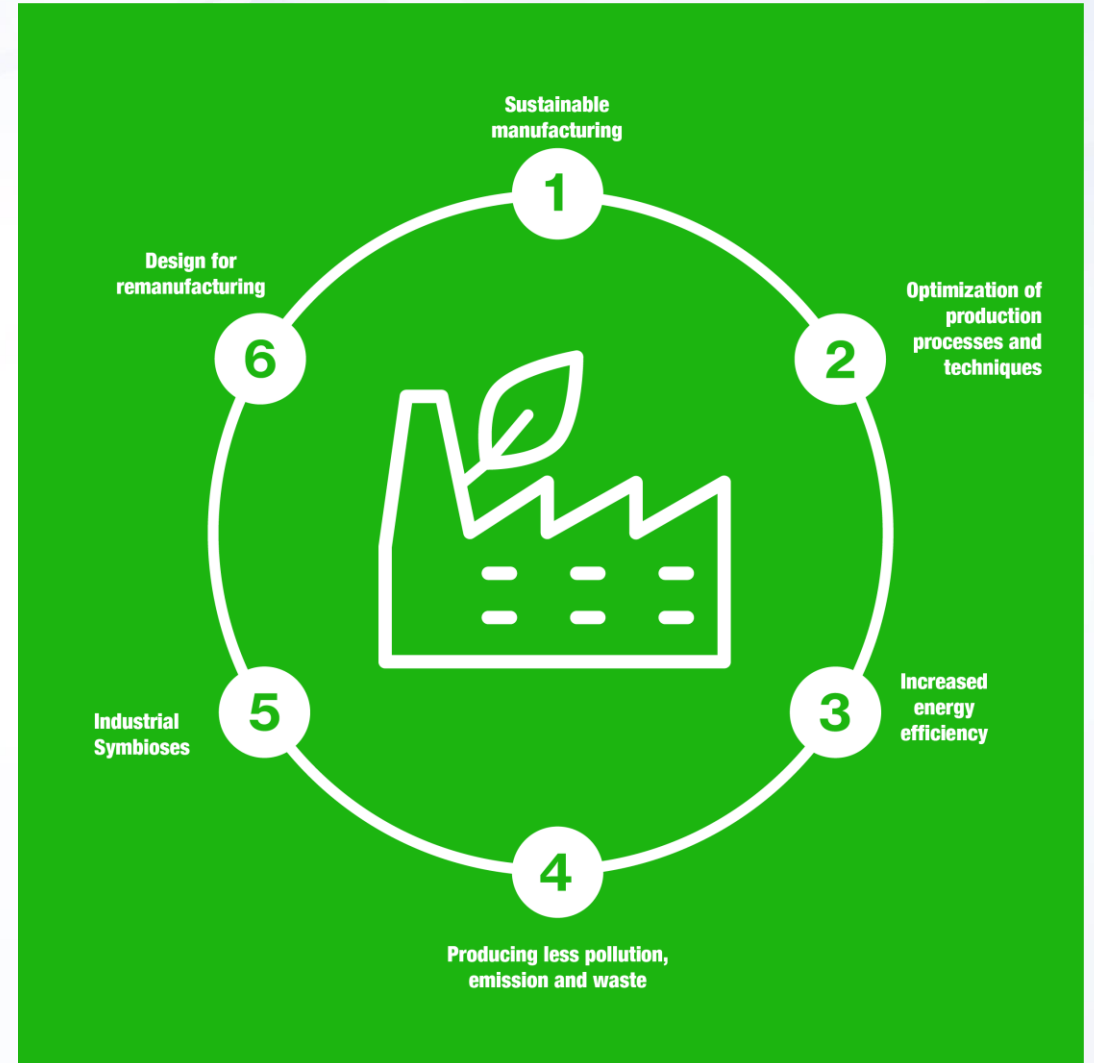 Sustainable
manufacturing
1
Optimization of
production
processes and
techniques
2
Increased
energy
efficiency
3
4
Producing less pollution,
emission and waste
5
Industrial
Symbioses
6
Design for
remanufacturing